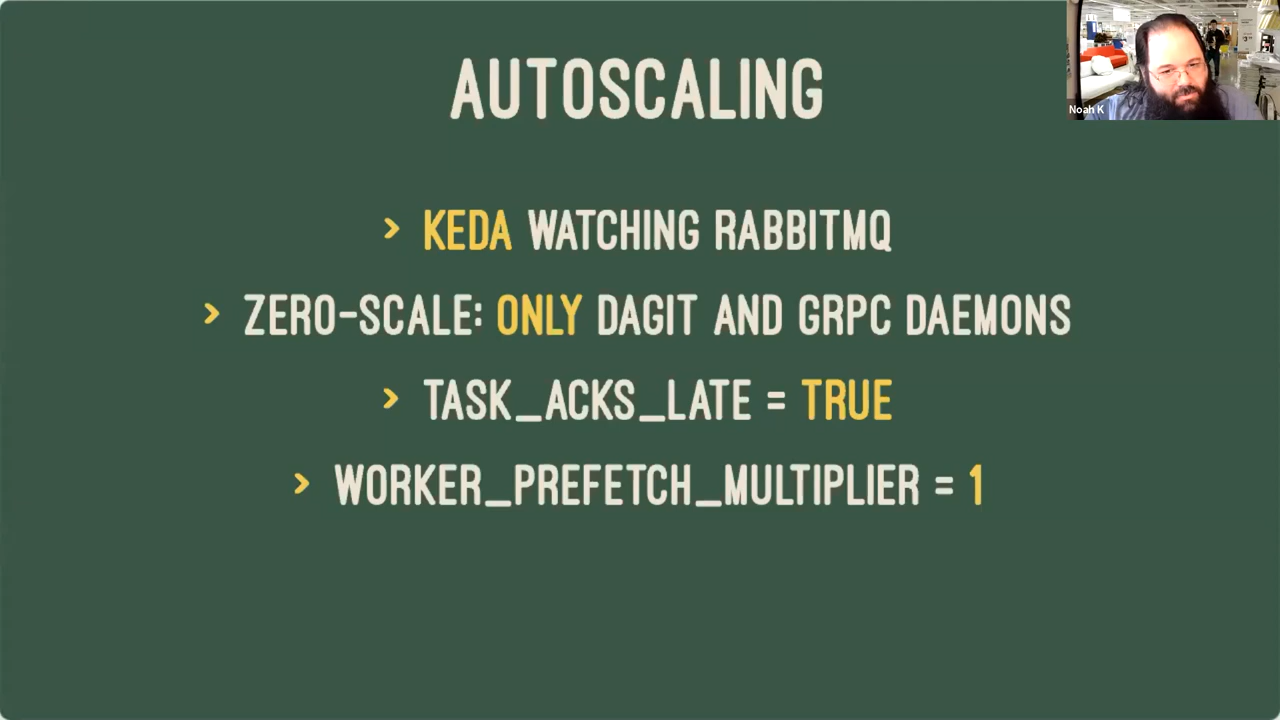 AUTOSCALING
Noah K
> KEDA WATCHING RABBITMQ
> ZERO-SCALE: ONLY DAGIT AND GRPC DAEMONS
> TASK_ACKS_LATE = TRUE
> WORKER_PREFETCH_MULTIPLIER = 1